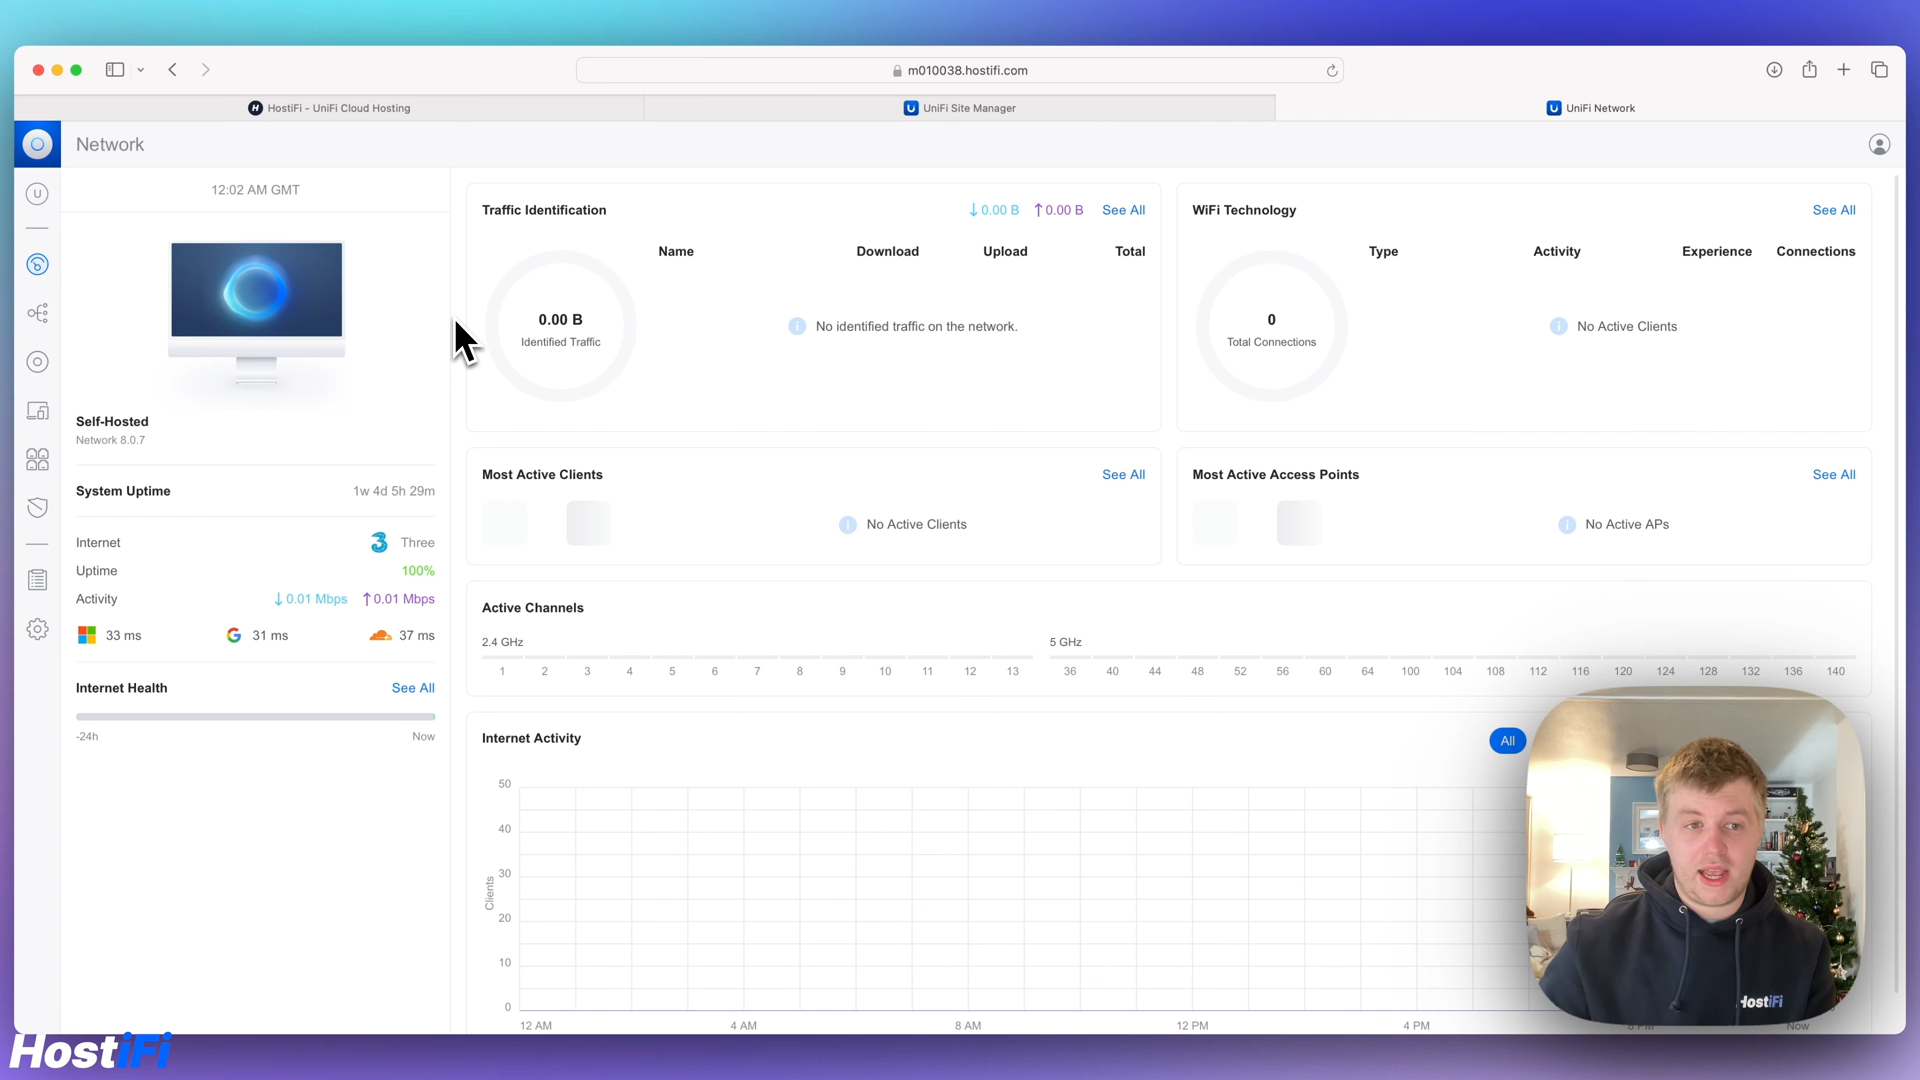 m010038.hostifi.com
HostiFi - UniFi Cloud Hosting
UniFi Site Manager
UniFi Network
Network
12:02 AM GMT
Self-Hosted
Network 8.0.7
System Uptime 1w 4d 5h 29m
Internet Three
Uptime 100%
Activity ↓0.01 Mbps ↑0.01 Mbps
33 ms 31 ms 37 ms
Internet Health See All
-24h Now
Traffic Identification ↓0.00 B ↑0.00 B See All
Name Download Upload Total
0.00 B
Identified Traffic
No identified traffic on the network.
WiFi Technology See All
Type Activity Experience Connections
0
Total Connections
No Active Clients
Most Active Clients See All
No Active Clients
Most Active Access Points See All
No Active APs
Active Channels
2.4 GHz
1 2 3 4 5 6 7 8 9 10 11 12 13
5 GHz
36 40 44 48 52 56 60 64 100 104 108 112 116 120 124 128 132 136 140
Internet Activity All
Clients
50
40
30
20
10
0
12 AM 4 AM 8 AM 12 PM 4 PM 8 PM Now
HostiFi
HostiFi